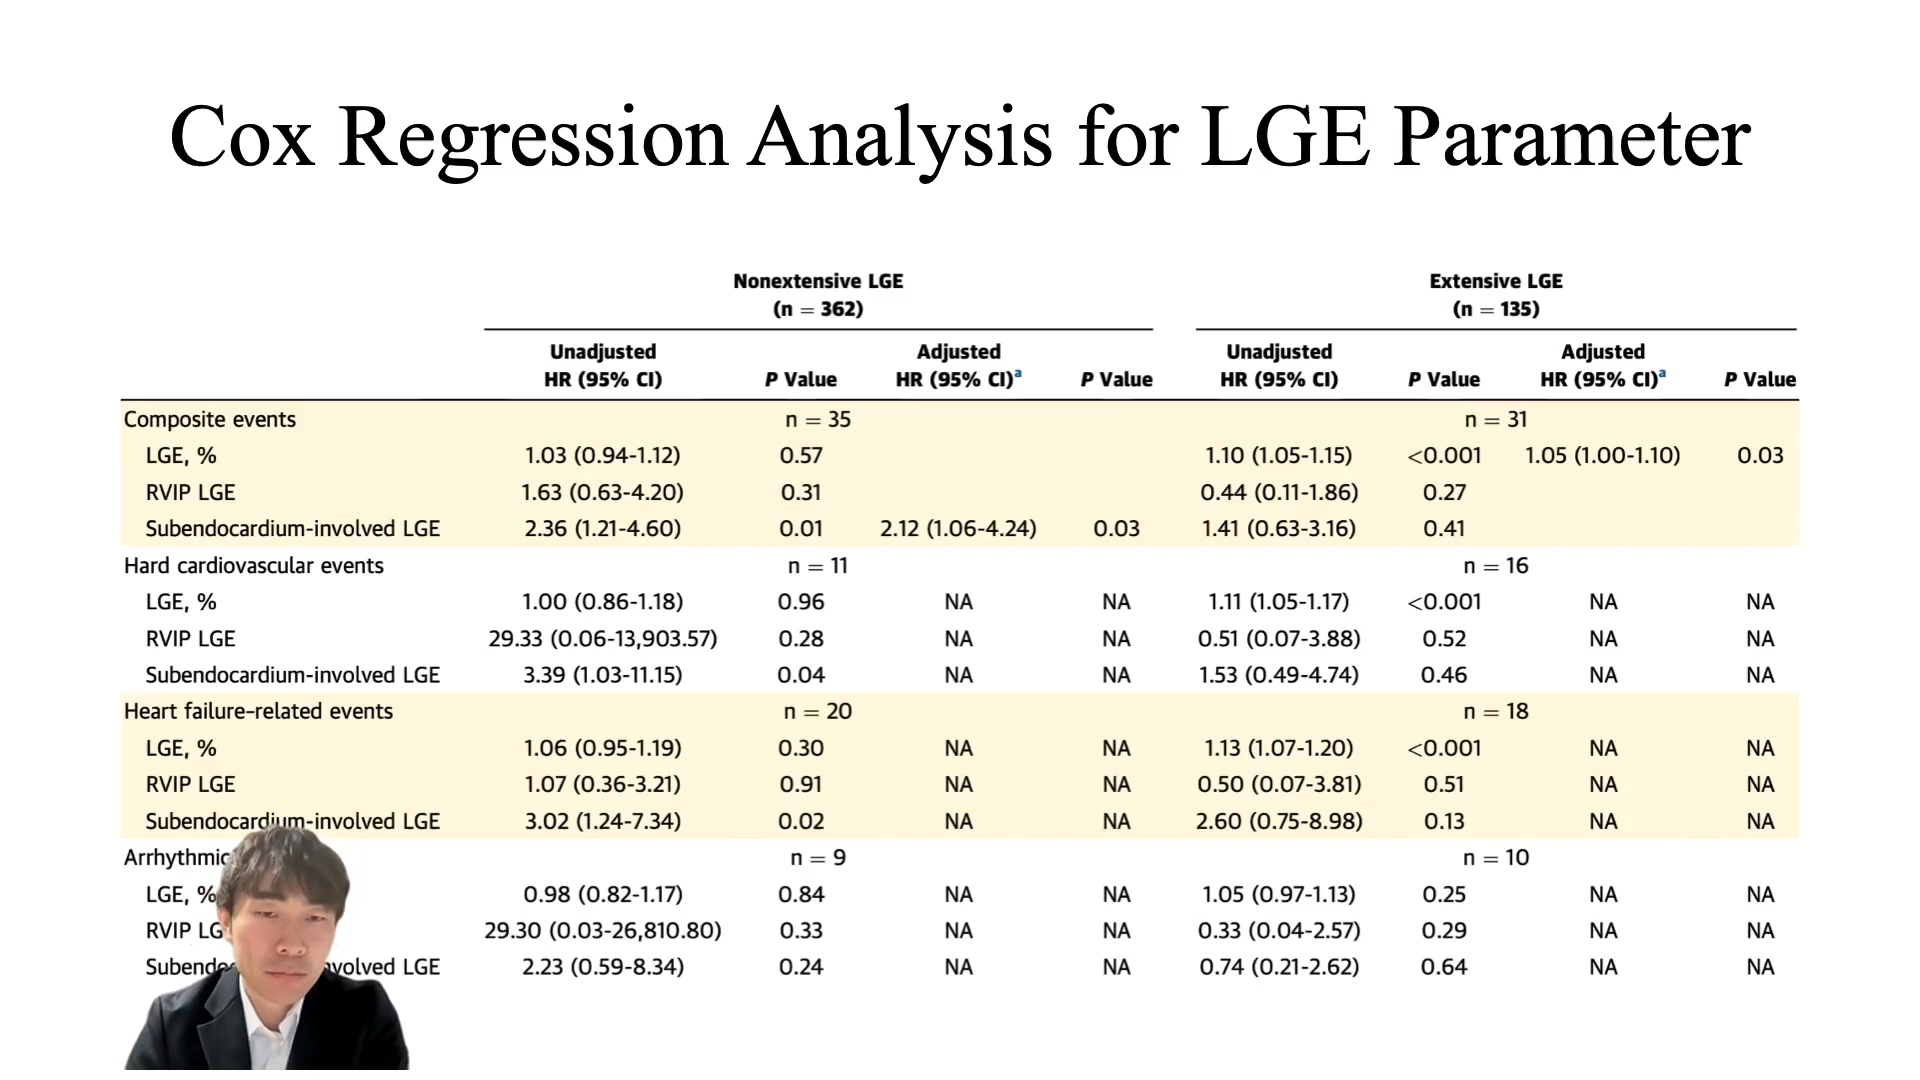 Cox Regression Analysis for LGE Parameter
Nonextensive LGE Extensive LGE
(n = 362) (n = 135)
Unadjusted Adjusted Unadjusted Adjusted
HR (95% CI) P Value HR (95% CI)a P Value HR (95% CI) P Value HR (95% CI)a P Value
Composite events n = 35 n = 31
LGE, % 1.03 (0.94-1.12) 0.57 1.10 (1.05-1.15) <0.001 1.05 (1.00-1.10) 0.03
RVIP LGE 1.63 (0.63-4.20) 0.31 0.44 (0.11-1.86) 0.27
Subendocardium-involved LGE 2.36 (1.21-4.60) 0.01 2.12 (1.06-4.24) 0.03 1.41 (0.63-3.16) 0.41
Hard cardiovascular events n = 11 n = 16
LGE, % 1.00 (0.86-1.18) 0.96 NA NA 1.11 (1.05-1.17) <0.001 NA NA
RVIP LGE 29.33 (0.06-13,903.57) 0.28 NA NA 0.51 (0.07-3.88) 0.52 NA NA
Subendocardium-involved LGE 3.39 (1.03-11.15) 0.04 NA NA 1.53 (0.49-4.74) 0.46 NA NA
Heart failure-related events n = 20 n = 18
LGE, % 1.06 (0.95-1.19) 0.30 NA NA 1.13 (1.07-1.20) <0.001 NA NA
RVIP LGE 1.07 (0.36-3.21) 0.91 NA NA 0.50 (0.07-3.81) 0.51 NA NA
Subendocardium-involved LGE 3.02 (1.24-7.34) 0.02 NA NA 2.60 (0.75-8.98) 0.13 NA NA
Arrhythmic n = 9 n = 10
LGE, % 0.98 (0.82-1.17) 0.84 NA NA 1.05 (0.97-1.13) 0.25 NA NA
RVIP 29.30 (0.03-26,810.80) 0.33 NA NA 0.33 (0.04-2.57) 0.29 NA NA
LGE 2.23 (0.59-8.34) 0.24 NA NA 0.74 (0.21-2.62) 0.64 NA NA